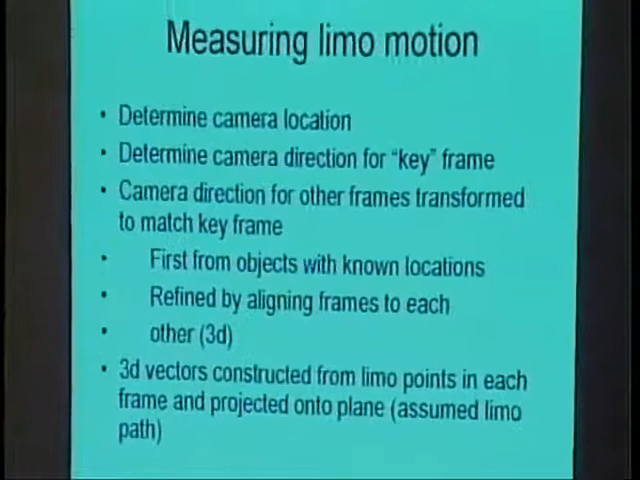 Measuring limo motion
• Determine camera location
• Determine camera direction for "key" frame
• Camera direction for other frames transformed
to match key frame
• First from objects with known locations
• Refined by aligning frames to each
• other (3d)
• 3d vectors constructed from limo points in each
frame and projected onto plane (assumed limo
path)